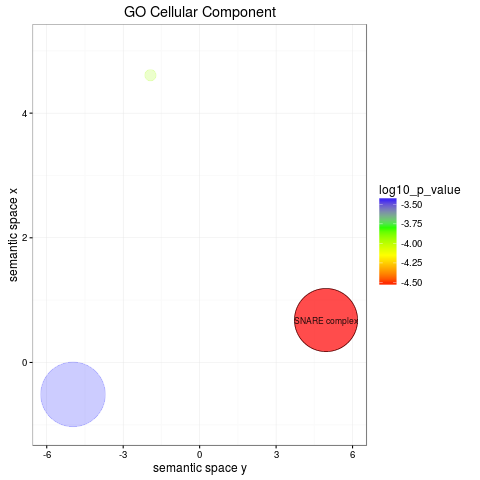 GO Cellular Component
semantic space x
4
2
0
SNARE complex
-6
-3
0
3
6
semantic space y
log10_p_value
-3.50
-3.75
-4.00
-4.25
-4.50